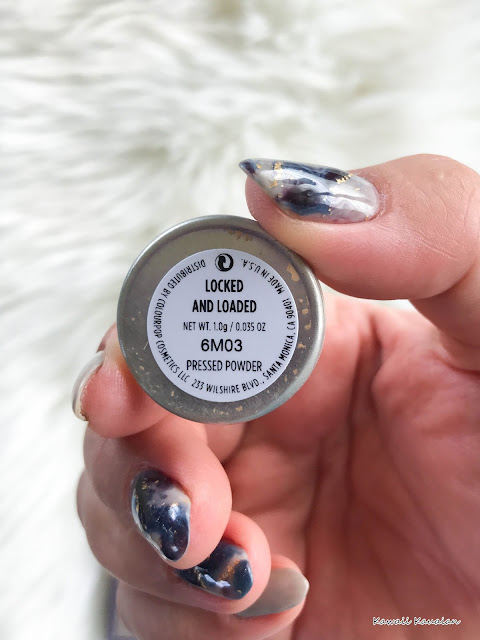 LOCKED
AND LOADED
NET WT. 1.0g / 0.035 OZ
6M03
PRESSED POWDER
DISTRIBUTED BY COLOURPOP COSMETICS LLC 233 WILSHIRE BLVD., SANTA MONICA, CA 90401 MADE IN U.S.A.
Kawaii Kauaian